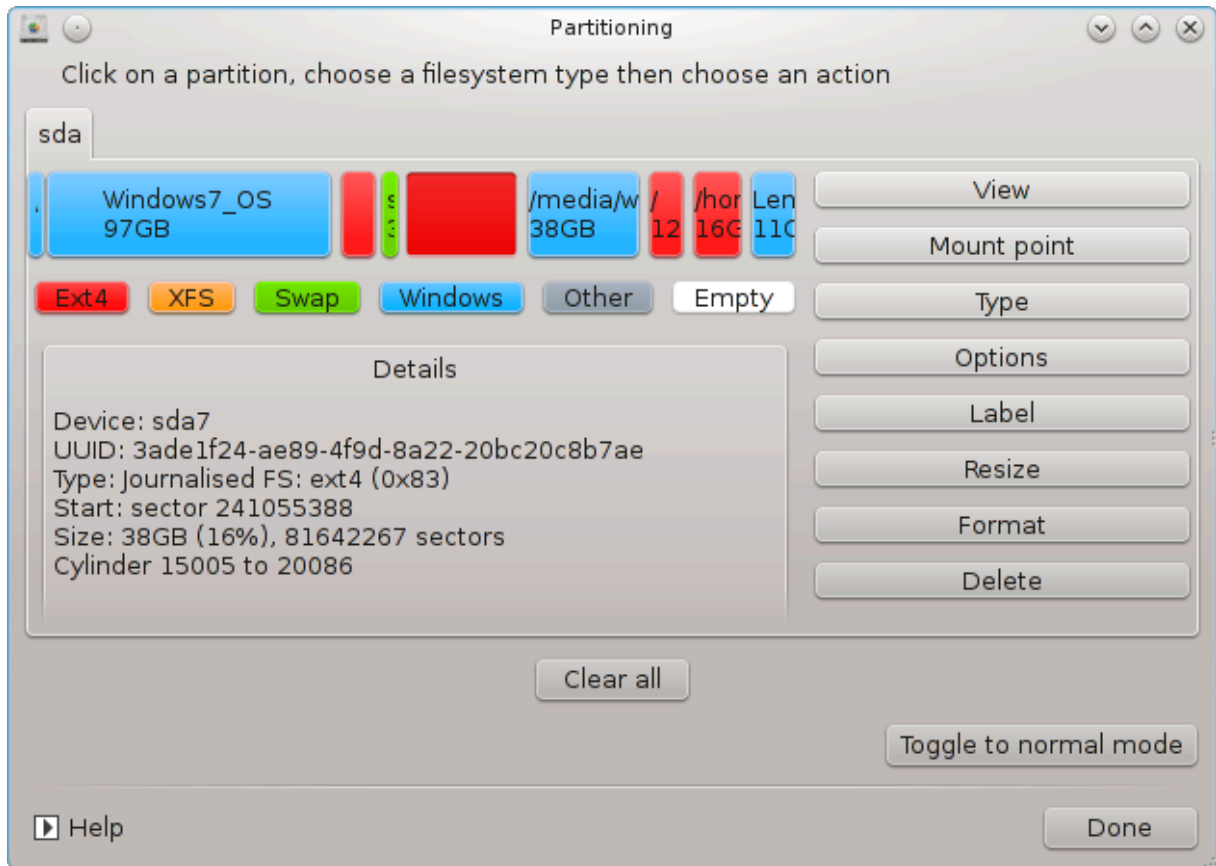 Partitioning
Click on a partition, choose a filesystem type then choose an action
sda
Windows7_OS
97GB
/media/w
38GB
/
12
/hor
16G
Len
View
Mount point
Type
Options
Label
Resize
Format
Delete
Ext4
XFS
Swap
Windows
Other
Empty
Details
Device: sda7
UUID: 3ade1f24-ae89-4f9d-8a22-20bc20c8b7ae
Type: Journalised FS: ext4 (0x83)
Start: sector 241055388
Size: 38GB (16%), 81642267 sectors
Cylinder 15005 to 20086
Clear all
Toggle to normal mode
Help
Done